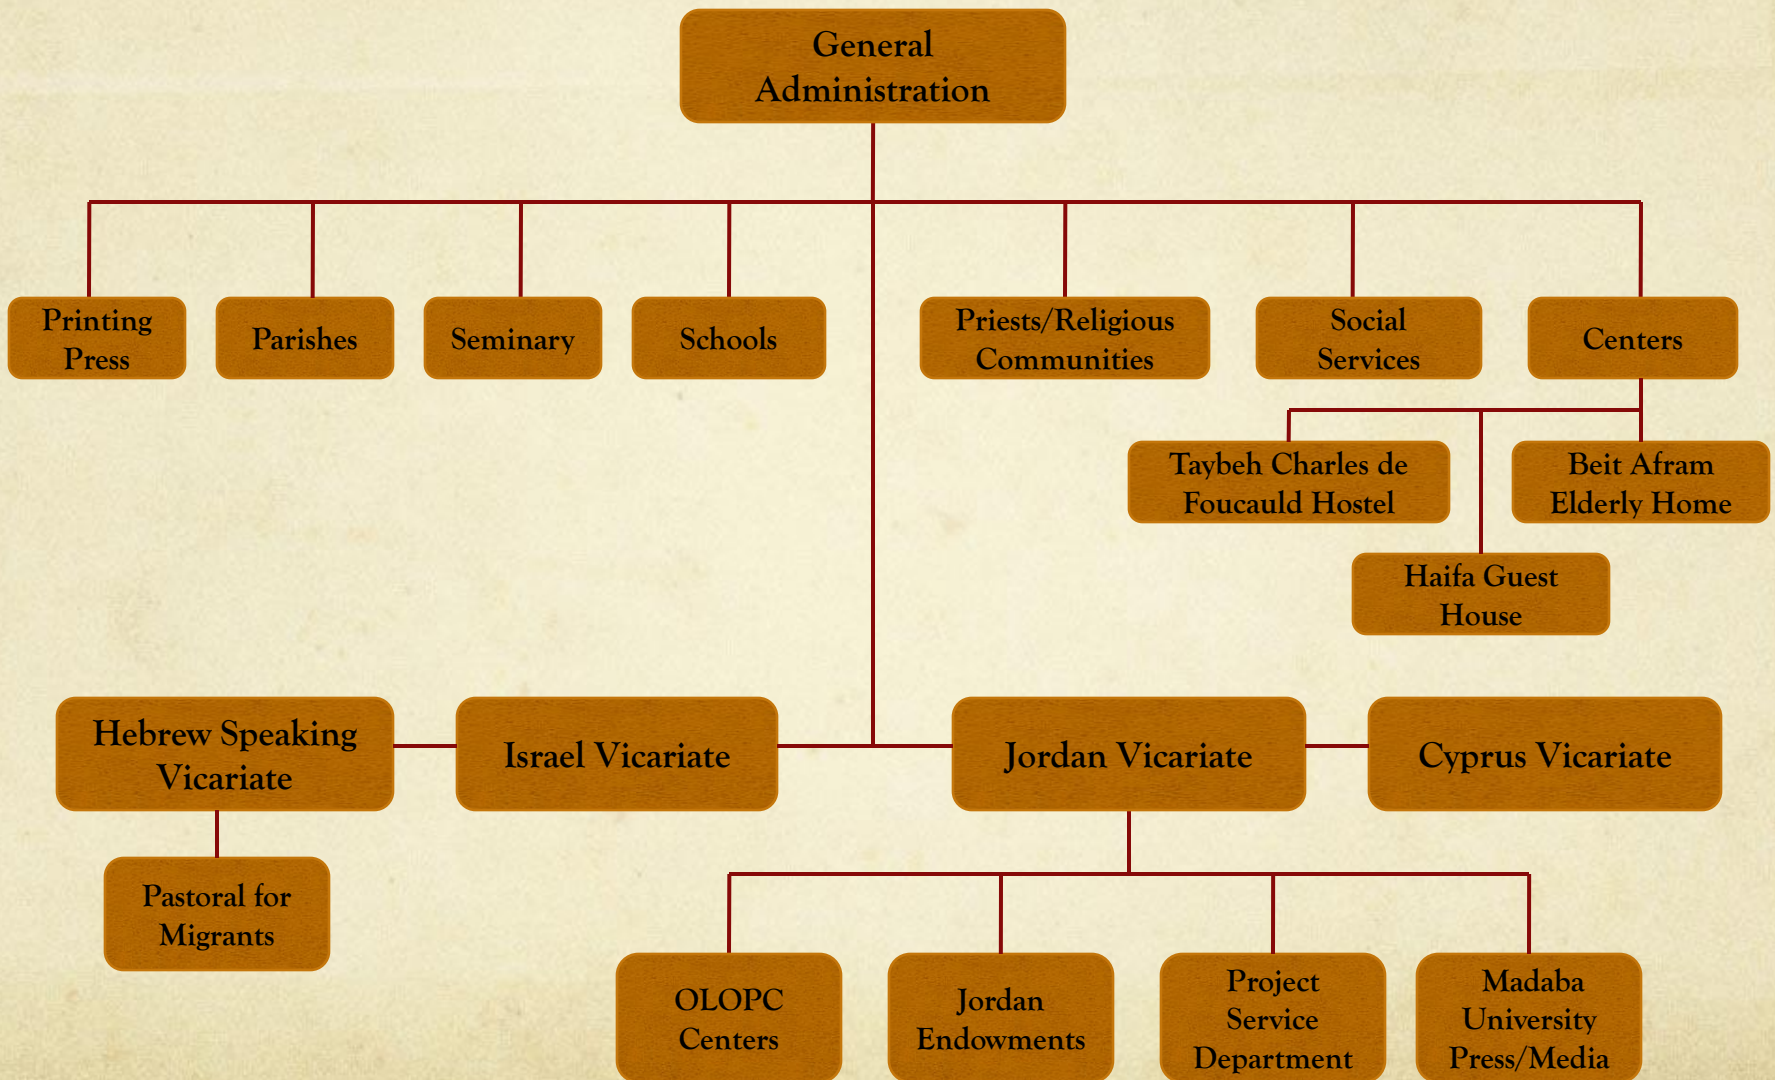 General
Administration
Printing
Press
Parishes
Seminary
Schools
Priests/Religious
Communities
Social
Services
Centers
Taybeh Charles de
Foucauld Hostel
Beit Afram
Elderly Home
Haifa Guest
House
Hebrew Speaking
Vicariate
Israel Vicariate
Jordan Vicariate
Cyprus Vicariate
Pastoral for
Migrants
OLOPC
Centers
Jordan
Endowments
Project
Service
Department
Madaba
University
Press/Media